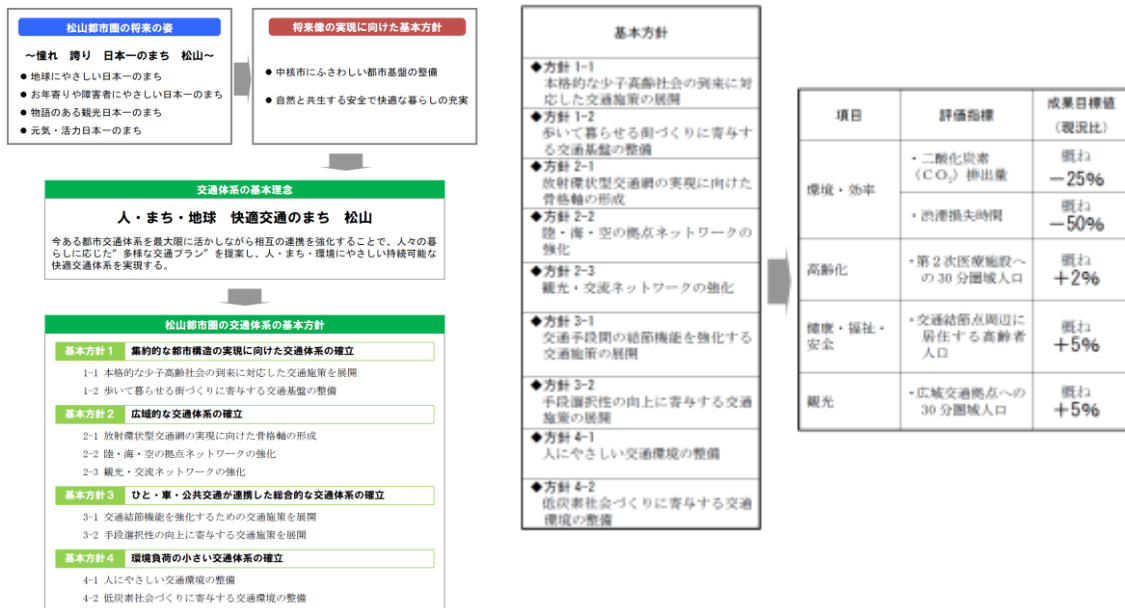 松山都市圏の将来の姿
～憧れ 誇り 日本一のまち 松山～
● 地球にやさしい日本一のまち
● お年寄りや障害者にやさしい日本一のまち
● 物語のある観光日本一のまち
● 元気・活力日本一のまち
将来像の実現に向けた基本方針
● 中核市にふさわしい都市基盤の整備
● 自然と共生する安全で快適な暮らしの充実
交通体系の基本理念
人・まち・地球 快適交通のまち 松山
今ある都市交通体系を最大限に活かしながら相互の連携を強化することで、人々の暮
らしに応じた”多様な交通プラン”を提案し、人・まち・環境にやさしい持続可能な
快適交通体系を実現する。
松山都市圏の交通体系の基本方針
基本方針1 集約的な都市構造の実現に向けた交通体系の確立
1-1 本格的な少子高齢社会の到来に対応した交通施策を展開
1-2 歩いて暮らせる街づくりに寄与する交通基盤の整備
基本方針2 広域的な交通体系の確立
2-1 放射環状型交通網の実現に向けた骨格軸の形成
2-2 陸・海・空の拠点ネットワークの強化
2-3 観光・交流ネットワークの強化
基本方針3 ひと・車・公共交通が連携した総合的な交通体系の確立
3-1 交通結節機能を強化するための交通施策を展開
3-2 手段選択性の向上に寄与する交通施策を展開
基本方針4 環境負荷の小さい交通体系の確立
4-1 人にやさしい交通環境の整備
4-2 低炭素社会づくりに寄与する交通環境の整備
基本方針
◆方針 1-1
本格的な少子高齢社会の到来に対
応した交通施策の展開
◆方針 1-2
歩いて暮らせる街づくりに寄与す
る交通基盤の整備
◆方針 2-1
放射環状型交通網の実現に向けた
骨格軸の形成
◆方針 2-2
陸・海・空の拠点ネットワークの
強化
◆方針 2-3
観光・交流ネットワークの強化
◆方針 3-1
交通手段間の結節機能を強化する
交通施策の展開
◆方針 3-2
手段選択性の向上に寄与する交通
施策の展開
◆方針 4-1
人にやさしい交通環境の整備
◆方針 4-2
低炭素社会づくりに寄与する交通
環境の整備
項目 評価指標 成果目標値
（現況比）
環境・効率
・二酸化炭素
（CO₂）排出量
概ね
－25%
・渋滞損失時間
概ね
－50%
高齢化
・第２次医療施設へ
の 30 分圏域人口
概ね
＋2%
健康・福祉・
安全
・交通結節点周辺に
居住する高齢者
人口
概ね
＋5%
観光
・広域交通拠点への
30 分圏域人口
概ね
＋5%